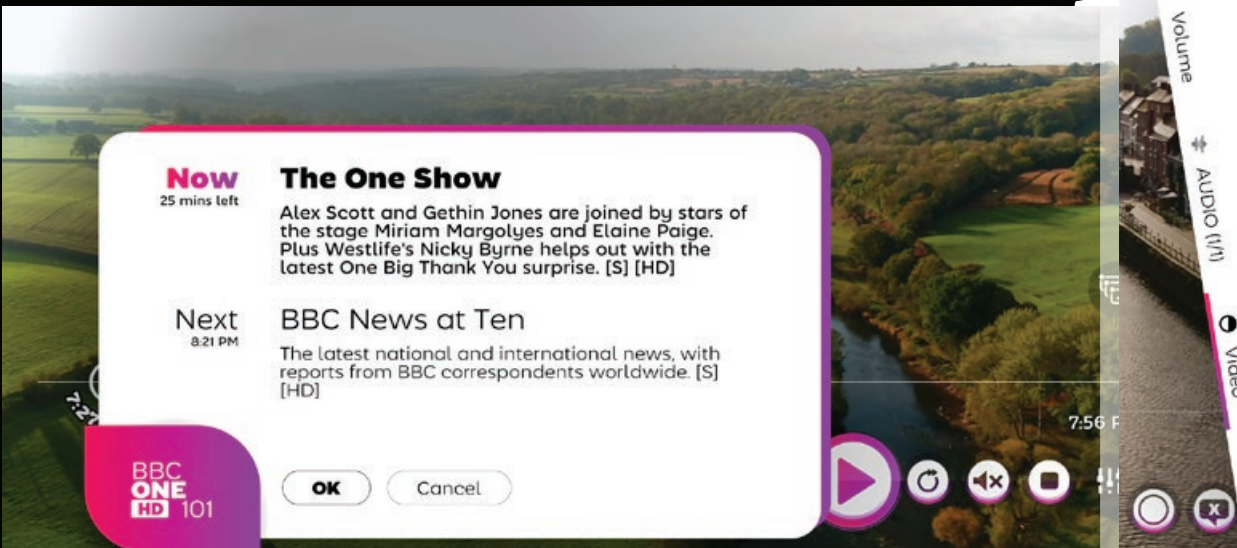 Now
25 mins left
The One Show
Alex Scott and Gethin Jones are joined by stars of
the stage Miriam Margolyes and Elaine Paige.
Plus Westlife's Nicky Byrne helps out with the
latest One Big Thank You surprise. [S] [HD]
Next
8:21 PM
BBC News at Ten
The latest national and international news, with
reports from BBC correspondents worldwide. [S]
[HD]
BBC
ONE
HD 101
OK
Cancel
7:56 P
Volume
AUDIO (1/1)
Video
X